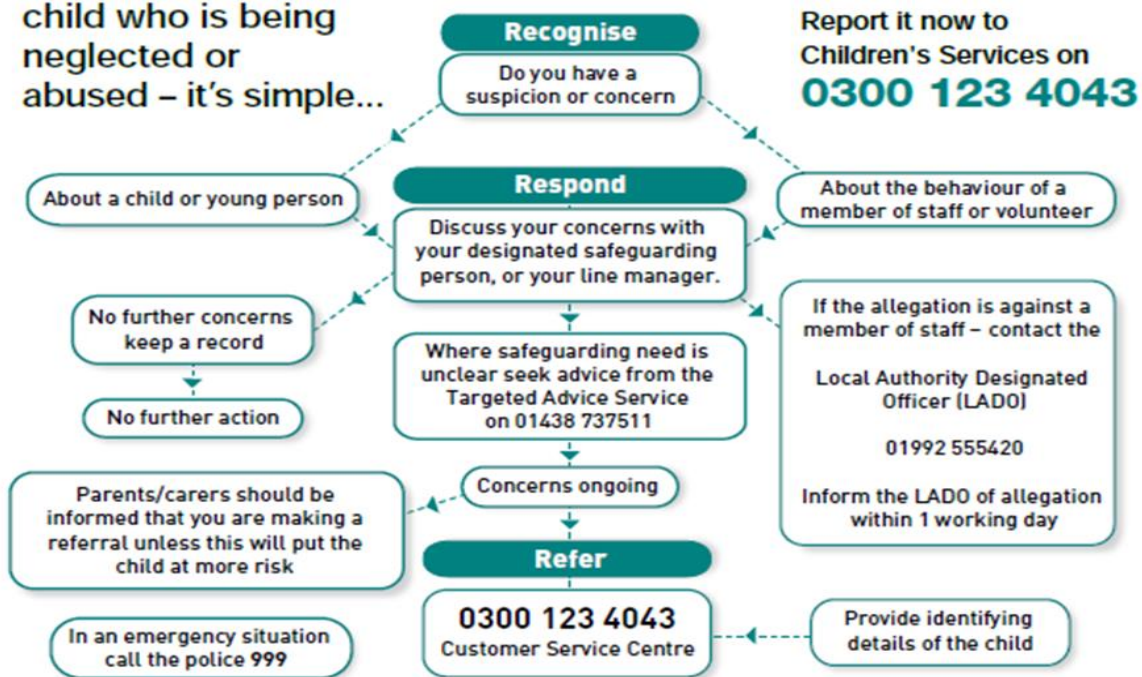 child who is being
neglected or
abused – it's simple...
Report it now to
Children's Services on
0300 123 4043
Recognise
Do you have a
suspicion or concern
About a child or young person
Respond
About the behaviour of a
member of staff or volunteer
Discuss your concerns with
your designated safeguarding
person, or your line manager.
No further concerns
keep a record
No further action
Where safeguarding need is
unclear seek advice from the
Targeted Advice Service
on 01438 737511
If the allegation is against a
member of staff – contact the
Local Authority Designated
Officer (LADO)
01992 555420
Inform the LADO of allegation
within 1 working day
Concerns ongoing
Parents/carers should be
informed that you are making a
referral unless this will put the
child at more risk
Refer
0300 123 4043
Customer Service Centre
Provide identifying
details of the child
In an emergency situation
call the police 999